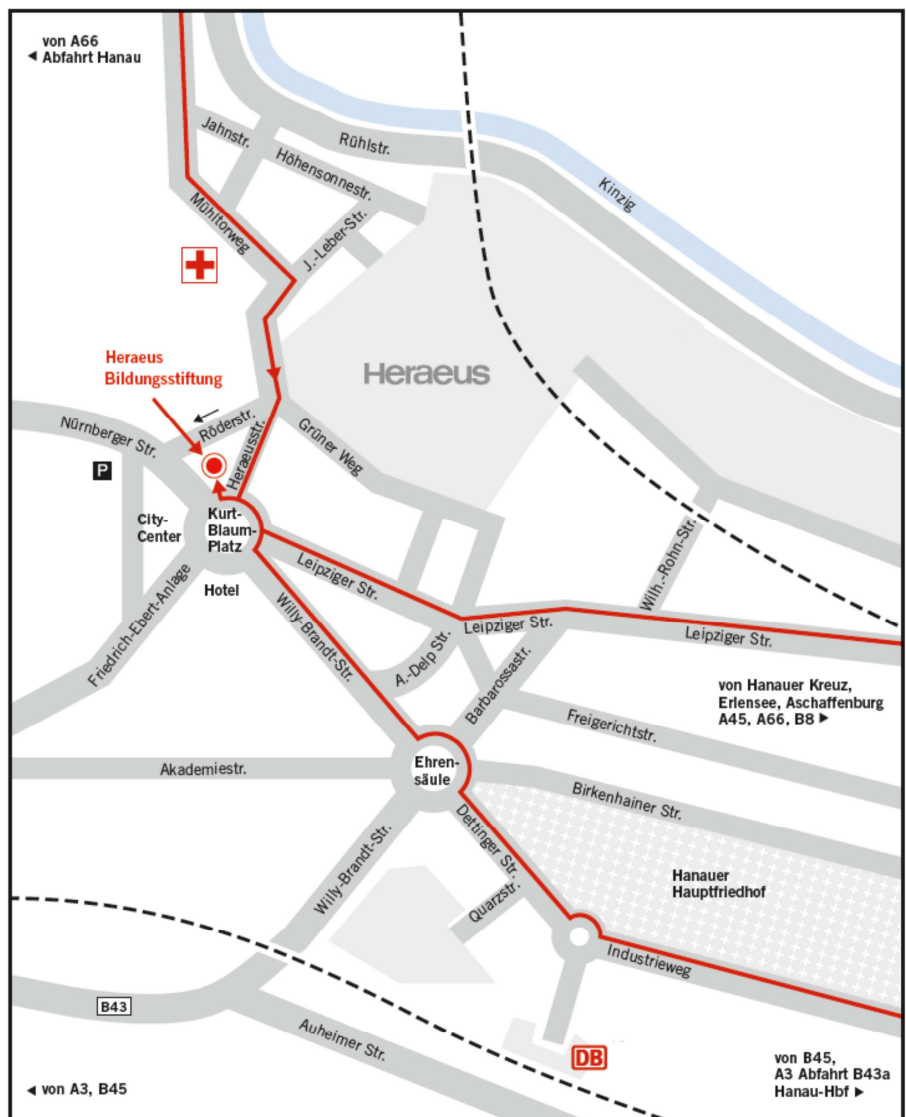 von A66
Abfahrt Hanau
Jahnstr.
Rühlstr.
Höhensonnestr.
Kinzig
Mühltorweg
J.-Leber-Str.
Heraeus
Bildungsstiftung
Heraeus
Röderstr.
Nürnberger Str.
Heraeusstr.
Grüner Weg
P
City-
Center
Kurt-
Blaum-
Platz
Hotel
Leipziger Str.
Wilh.-Rohn-Str.
Friedrich-Ebert-Anlage
Willy-Brandt-Str.
Leipziger Str.
Leipziger Str.
A.-Delp Str.
Barbarossastr.
von Hanauer Kreuz,
Erlensee, Aschaffenburg
A45, A66, B8
Freigerichtstr.
Akademiestr.
Ehren-
säule
Birkenhainer Str.
Dettinger Str.
Willy-Brandt-Str.
Quarzstr.
Hanauer
Hauptfriedhof
Industrieweg
B43
Auheimer Str.
DB
von A3, B45
von B45,
A3 Abfahrt B43a
Hanau-Hbf